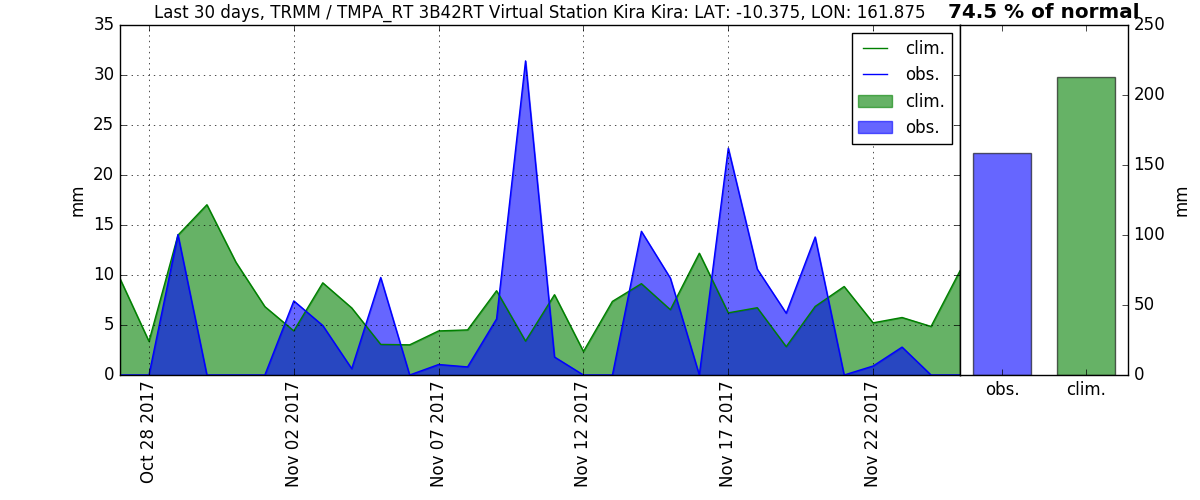 Last 30 days, TRMM / TMPA_RT 3B42RT Virtual Station Kira Kira: LAT: -10.375, LON: 161.875
74.5 % of normal
35
30
25
20
15
10
5
0
mm
clim.
obs.
clim.
obs.
250
200
150
100
50
0
mm
obs.
clim.
Oct 28 2017
Nov 02 2017
Nov 07 2017
Nov 12 2017
Nov 17 2017
Nov 22 2017